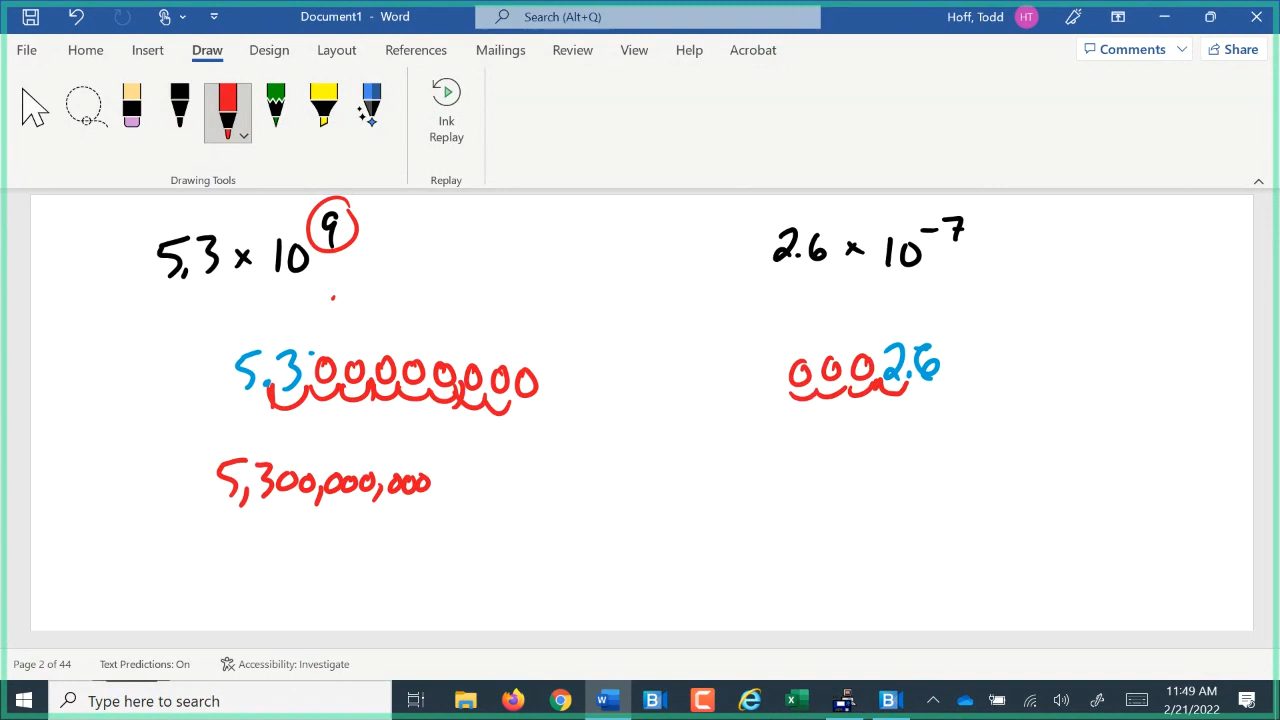 Document1 - Word
Search (Alt+Q)
Hoff, Todd
HT
File Home Insert Draw Design Layout References Mailings Review View Help Acrobat
Comments
Share
Ink
Replay
Drawing Tools
Replay
5.3 × 10^9
2.6 × 10^-7
5.300000000
0002.6
5,300,000,000
Page 2 of 44
Text Predictions: On
Accessibility: Investigate
Type here to search
11:49 AM
2/21/2022